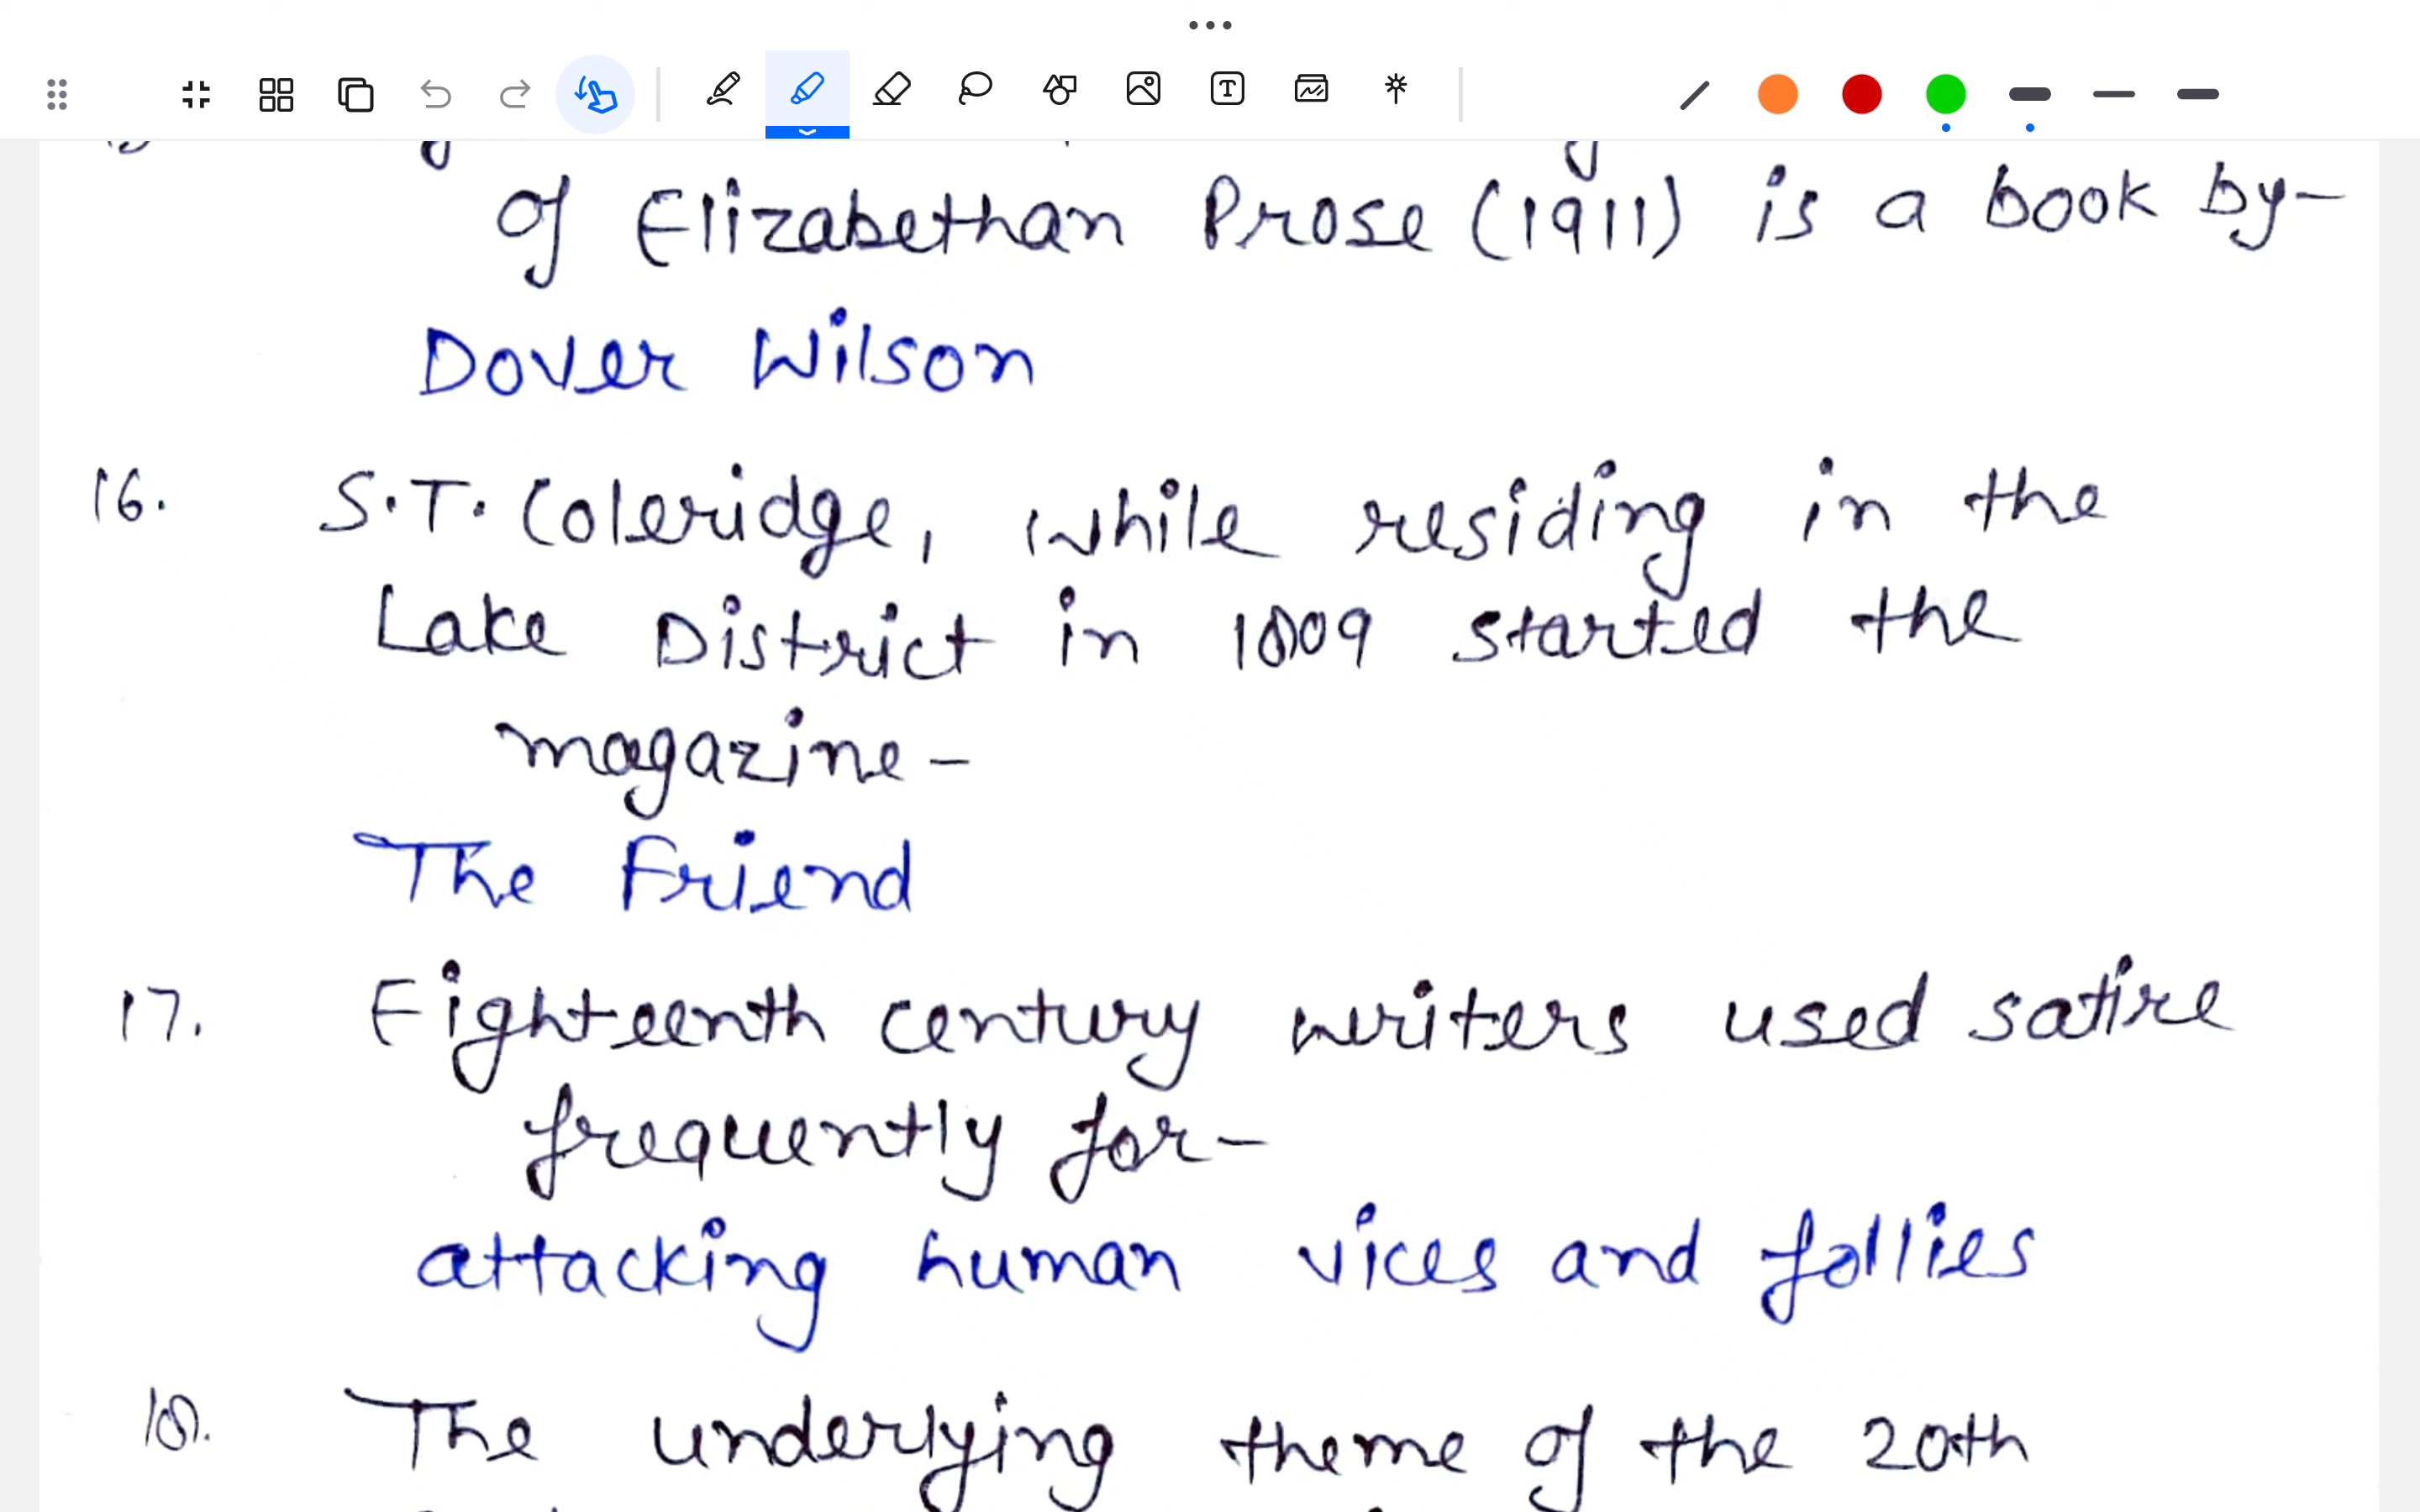 of Elizabethan Prose (1911) is a book by-
Dover Wilson
16. S.T. Coleridge, while residing in the
Lake District in 1809 started the
magazine-
The Friend
17. Eighteenth century writers used satire
frequently for-
attacking human vices and follies
18. The underlying theme of the 20th